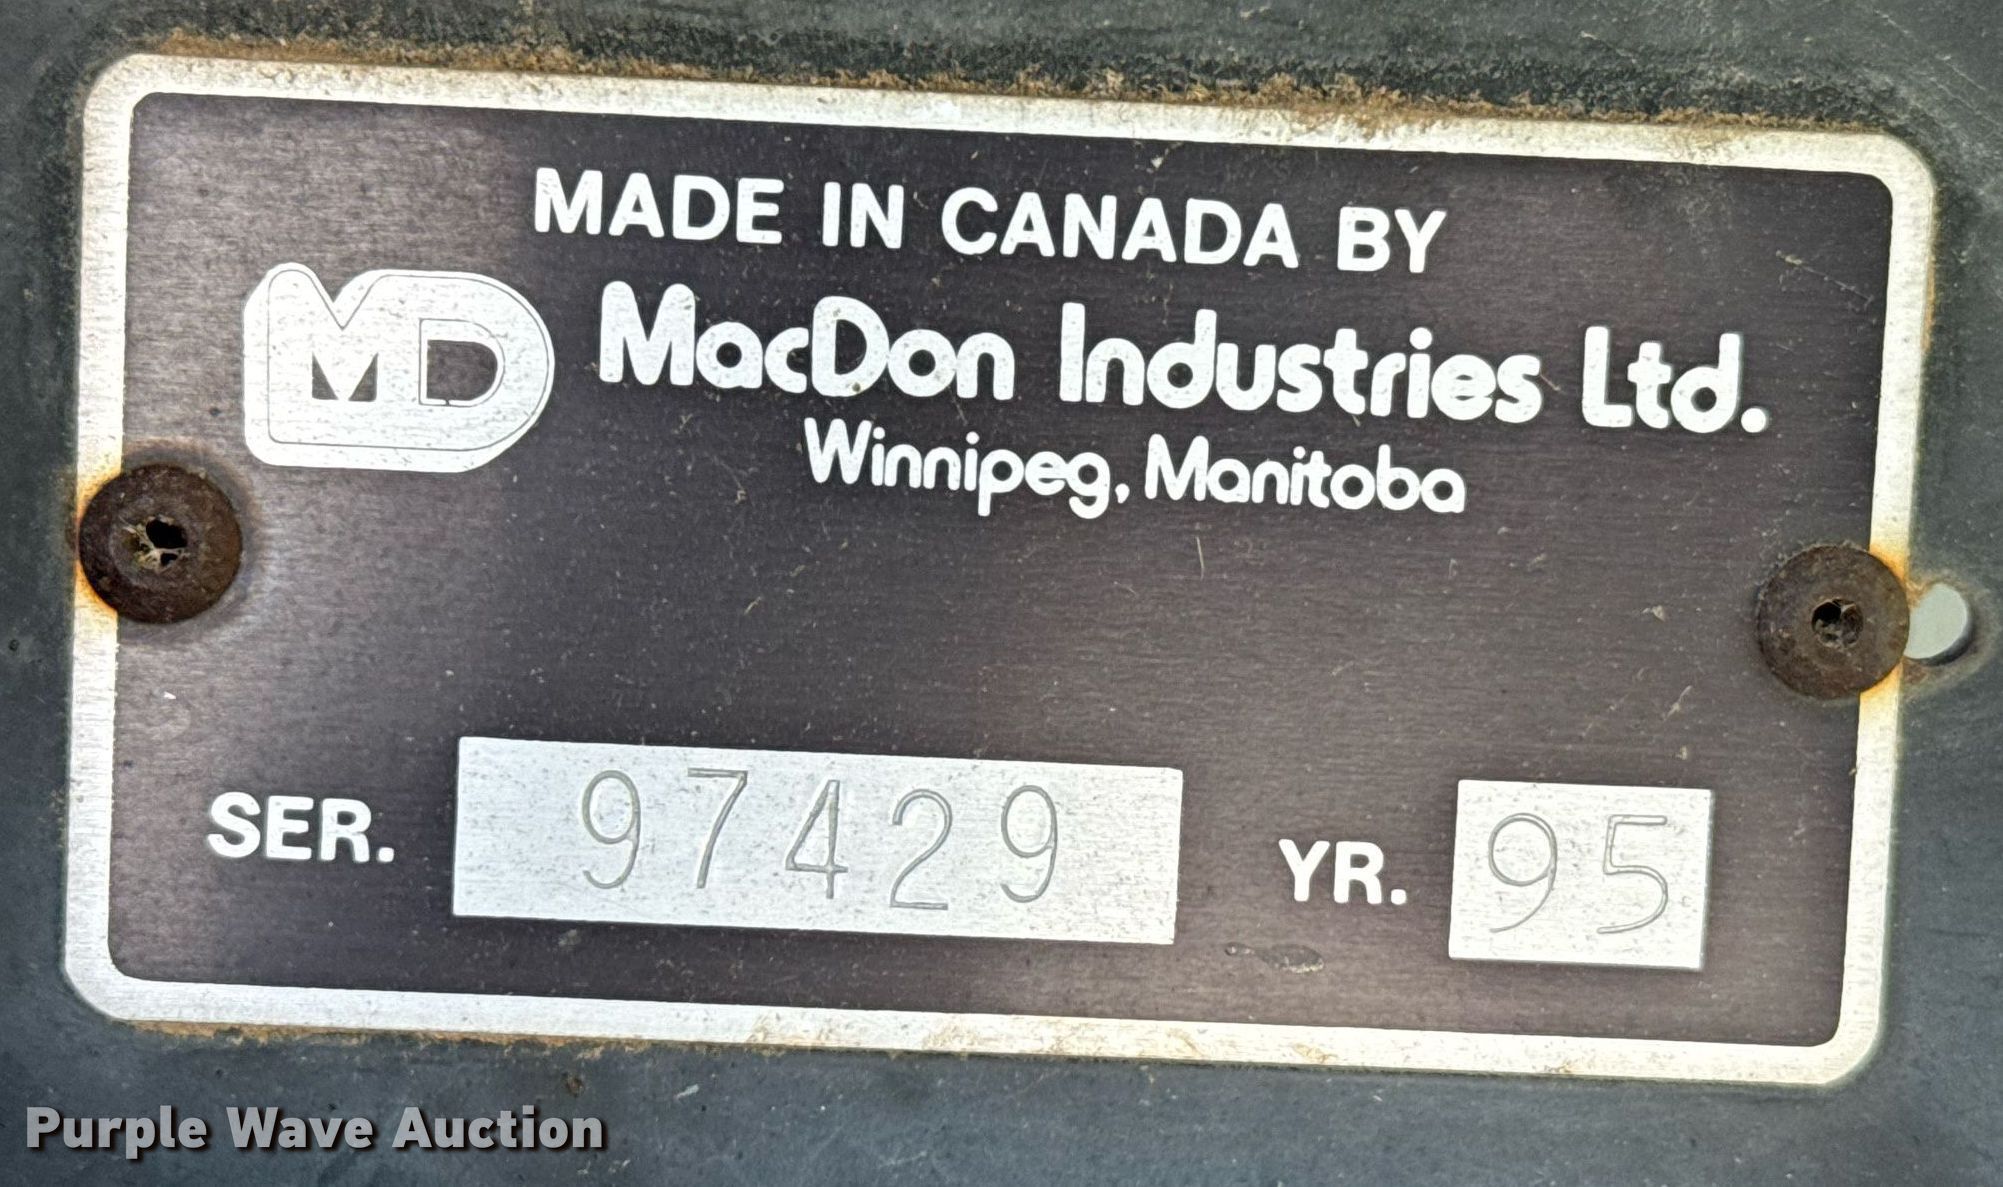 MADE IN CANADA BY
MD MacDon Industries Ltd.
Winnipeg, Manitoba
SER. 97429 YR. 95
Purple Wave Auction